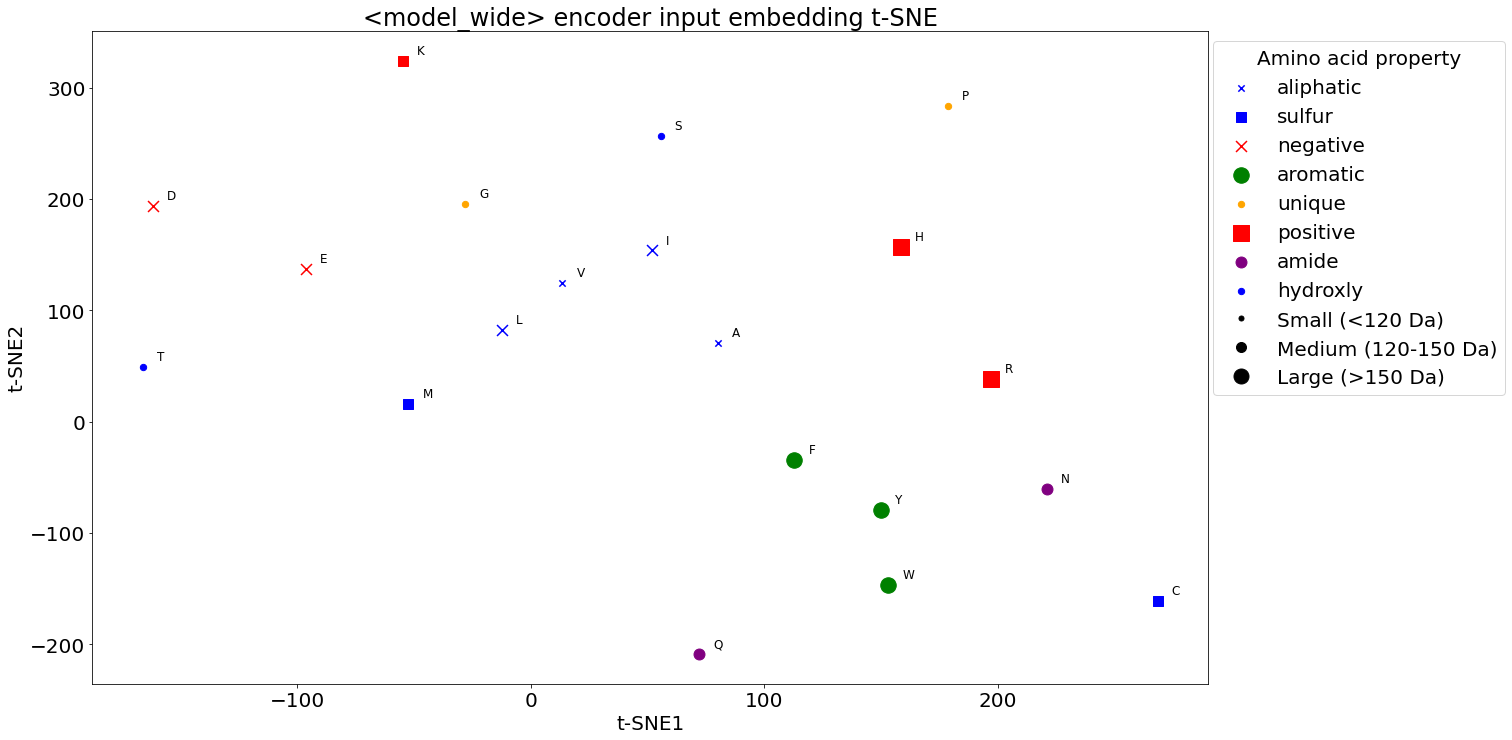 <model_wide> encoder input embedding t-SNE
K
P
S
D
G
H
I
E
V
L
A
T
R
M
F
N
Y
W
C
Q
300
200
100
0
−100
−200
t-SNE2
−100
0
100
200
t-SNE1
Amino acid property
aliphatic
sulfur
negative
aromatic
unique
positive
amide
hydroxly
Small (<120 Da)
Medium (120-150 Da)
Large (>150 Da)